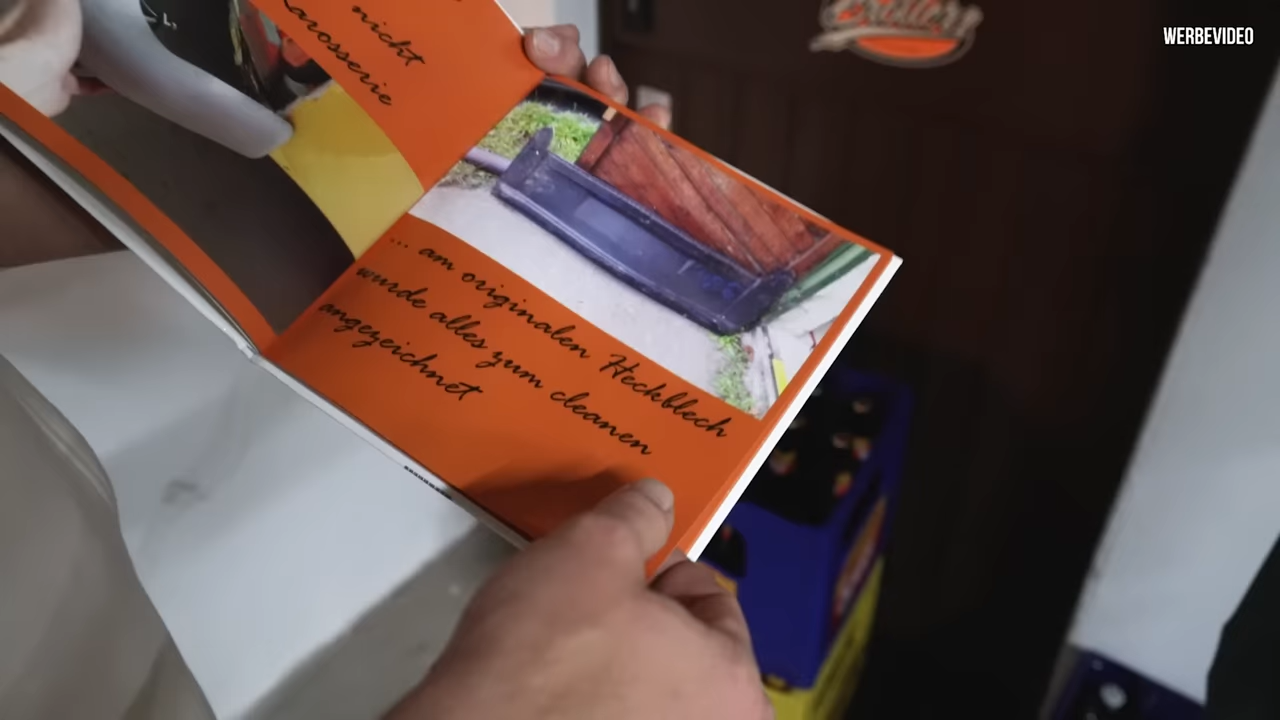 nicht
Karosserie
... am originalen Heckblech
wurde alles zum cleanen
angezeichnet
WERBEVIDEO